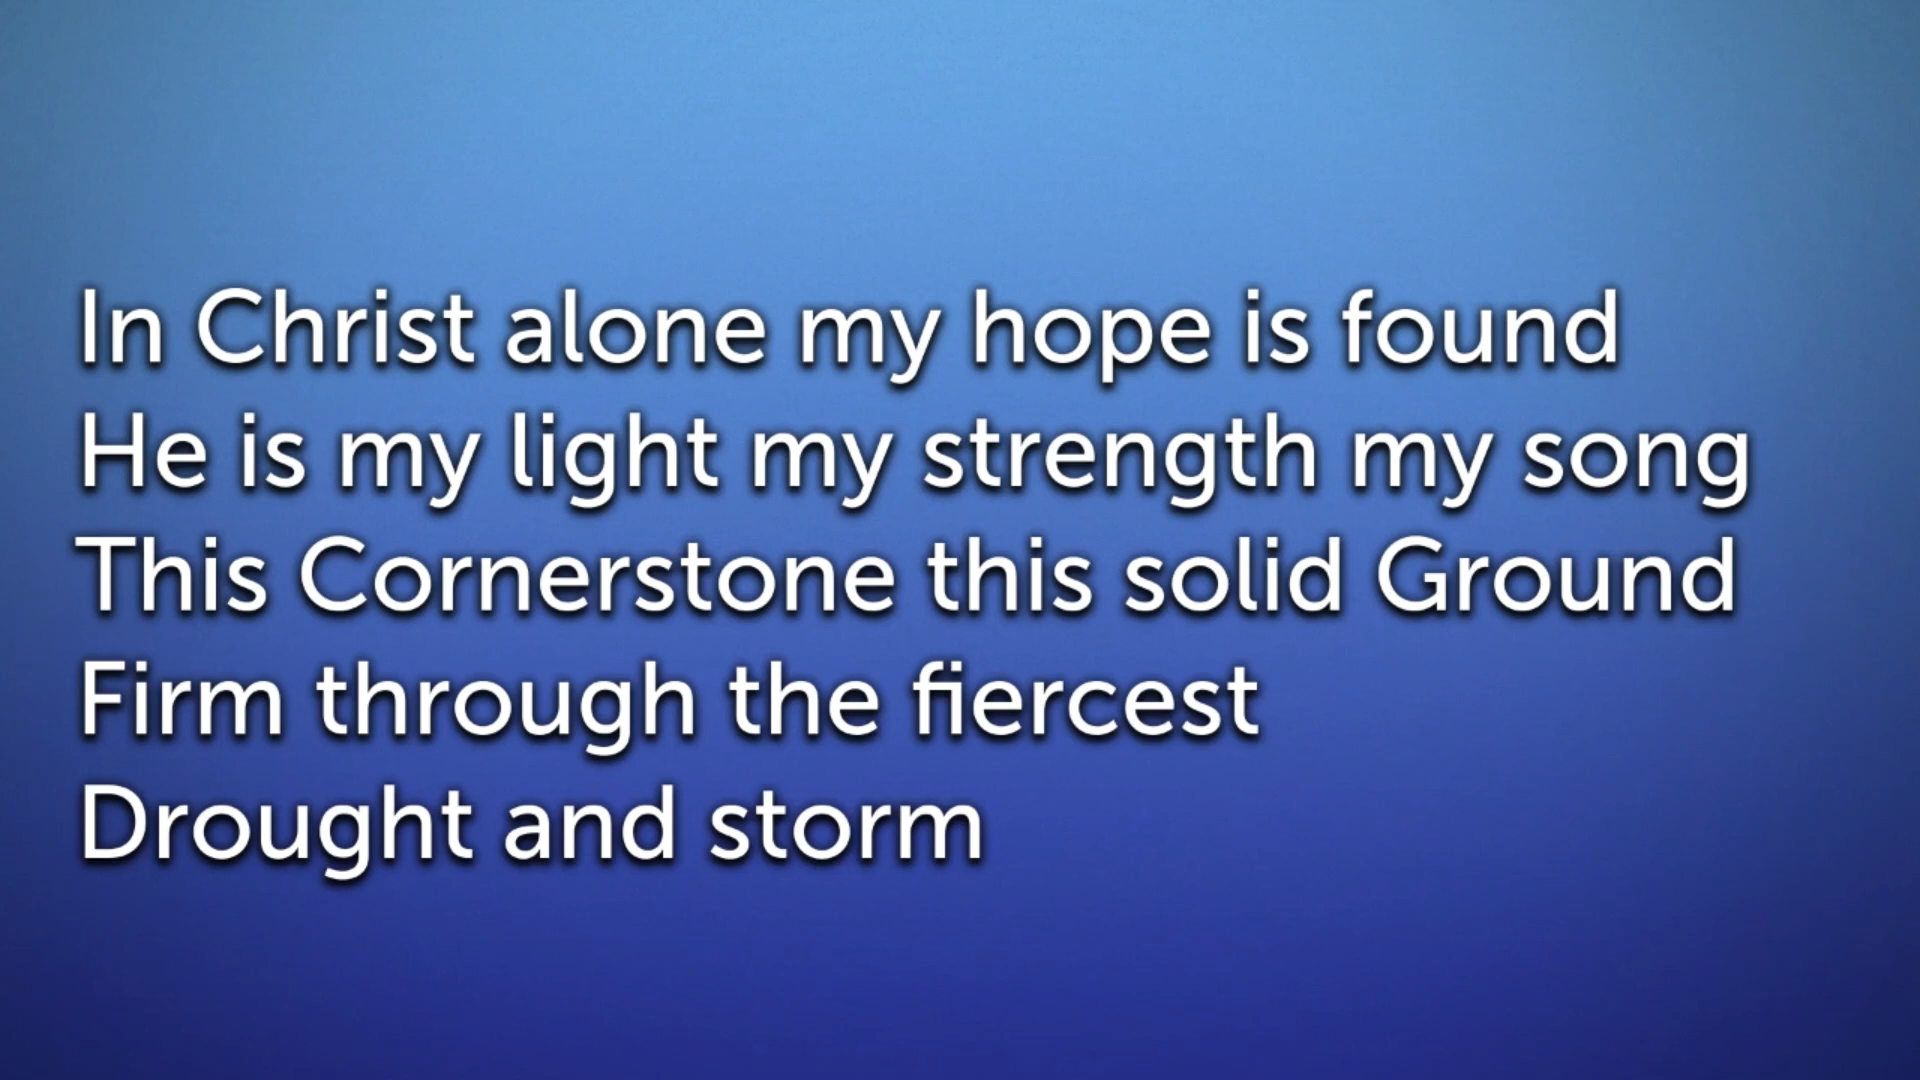 In Christ alone my hope is found
He is my light my strength my song
This Cornerstone this solid Ground
Firm through the fiercest
Drought and storm